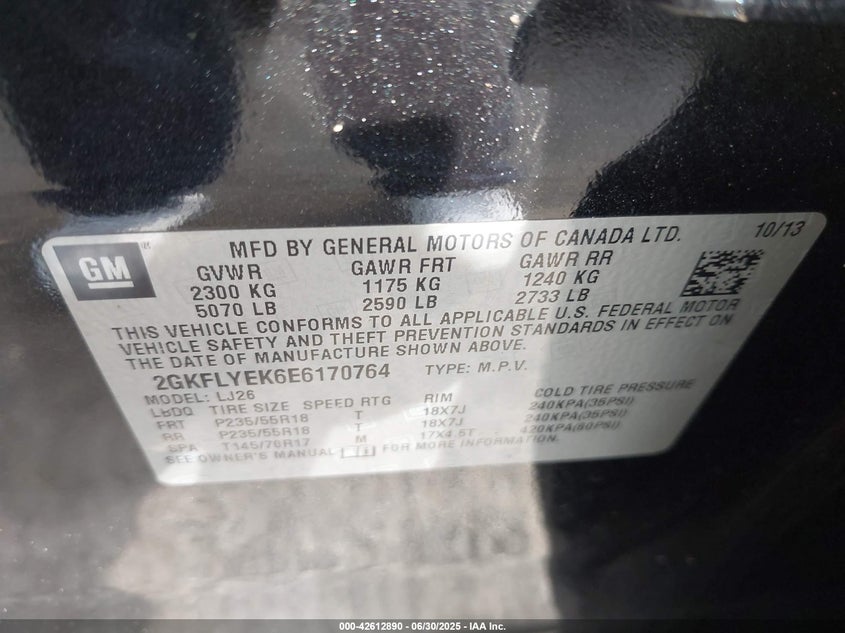 GM
MFD BY GENERAL MOTORS OF CANADA LTD. 10/13
GVWR GAWR FRT GAWR RR
2300 KG 1175 KG 1240 KG
5070 LB 2590 LB 2733 LB
THIS VEHICLE CONFORMS TO ALL APPLICABLE U.S. FEDERAL MOTOR
VEHICLE SAFETY AND THEFT PREVENTION STANDARDS IN EFFECT ON
THE DATE OF MANUFACTURE SHOWN ABOVE.
2GKFLYEK6E6170764 TYPE: M.P.V.
MODEL: LJ26
TIRE SIZE SPEED RTG RIM COLD TIRE PRESSURE
FRT P235/55R18 T 18X7J 240KPA(35PSI)
RR P235/55R18 T 18X7J 240KPA(35PSI)
SPA T145/70R17 M 17X4.5T 420KPA(60PSI)
SEE OWNER'S MANUAL FOR MORE INFORMATION.
000-42612890 - 06/30/2025 - IAA Inc.